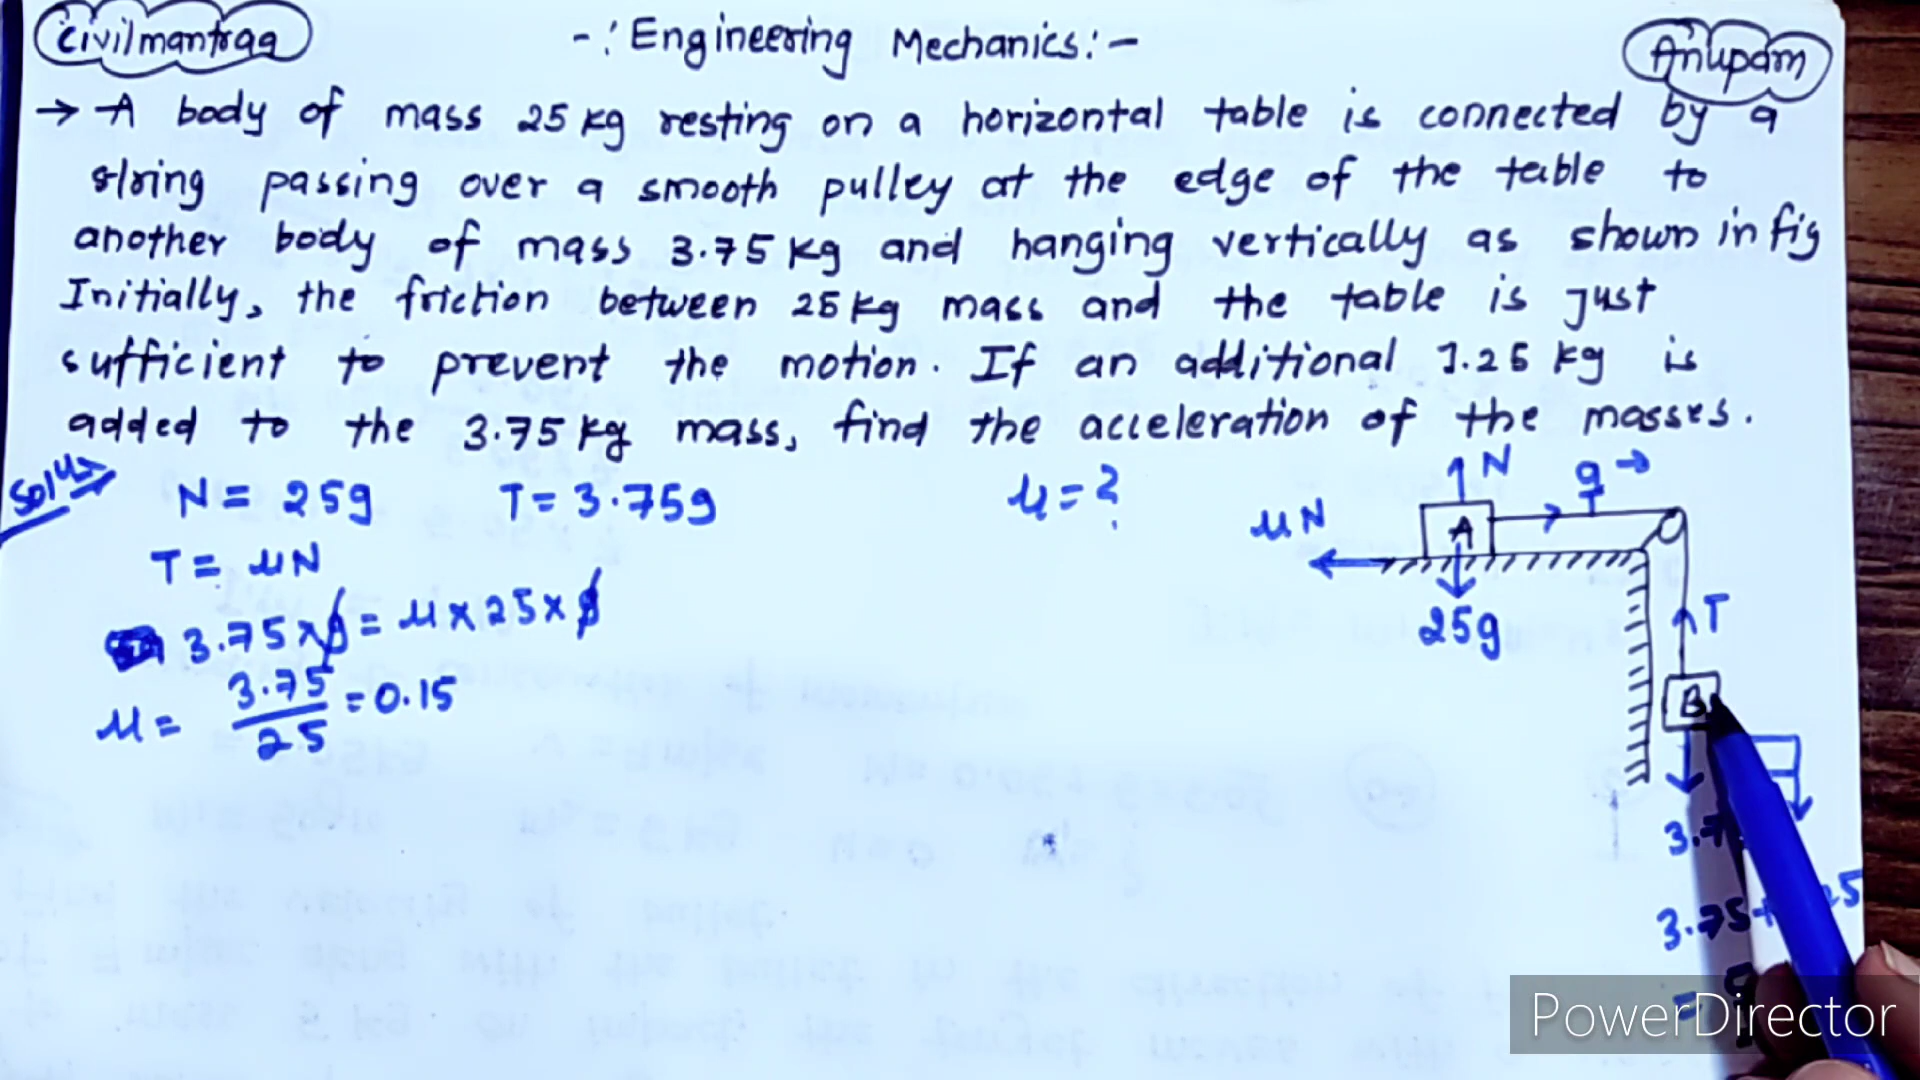 Civilmantraa
-:Engineering Mechanics:-
Anupam
→ A body of mass 25 kg resting on a horizontal table is connected by a
string passing over a smooth pulley at the edge of the table to
another body of mass 3.75 kg and hanging vertically as shown in fig
Initially, the friction between 25 kg mass and the table is just
sufficient to prevent the motion. If an additional 1.25 kg is
added to the 3.75 kg mass, find the acceleration of the masses.
N = 25g T = 3.75g μ = ?
T = μN
3.75 × g = μ × 25 × g
μ = 3.75 / 25 = 0.15
N
μN
A
T
25g
T
B
PowerDirector